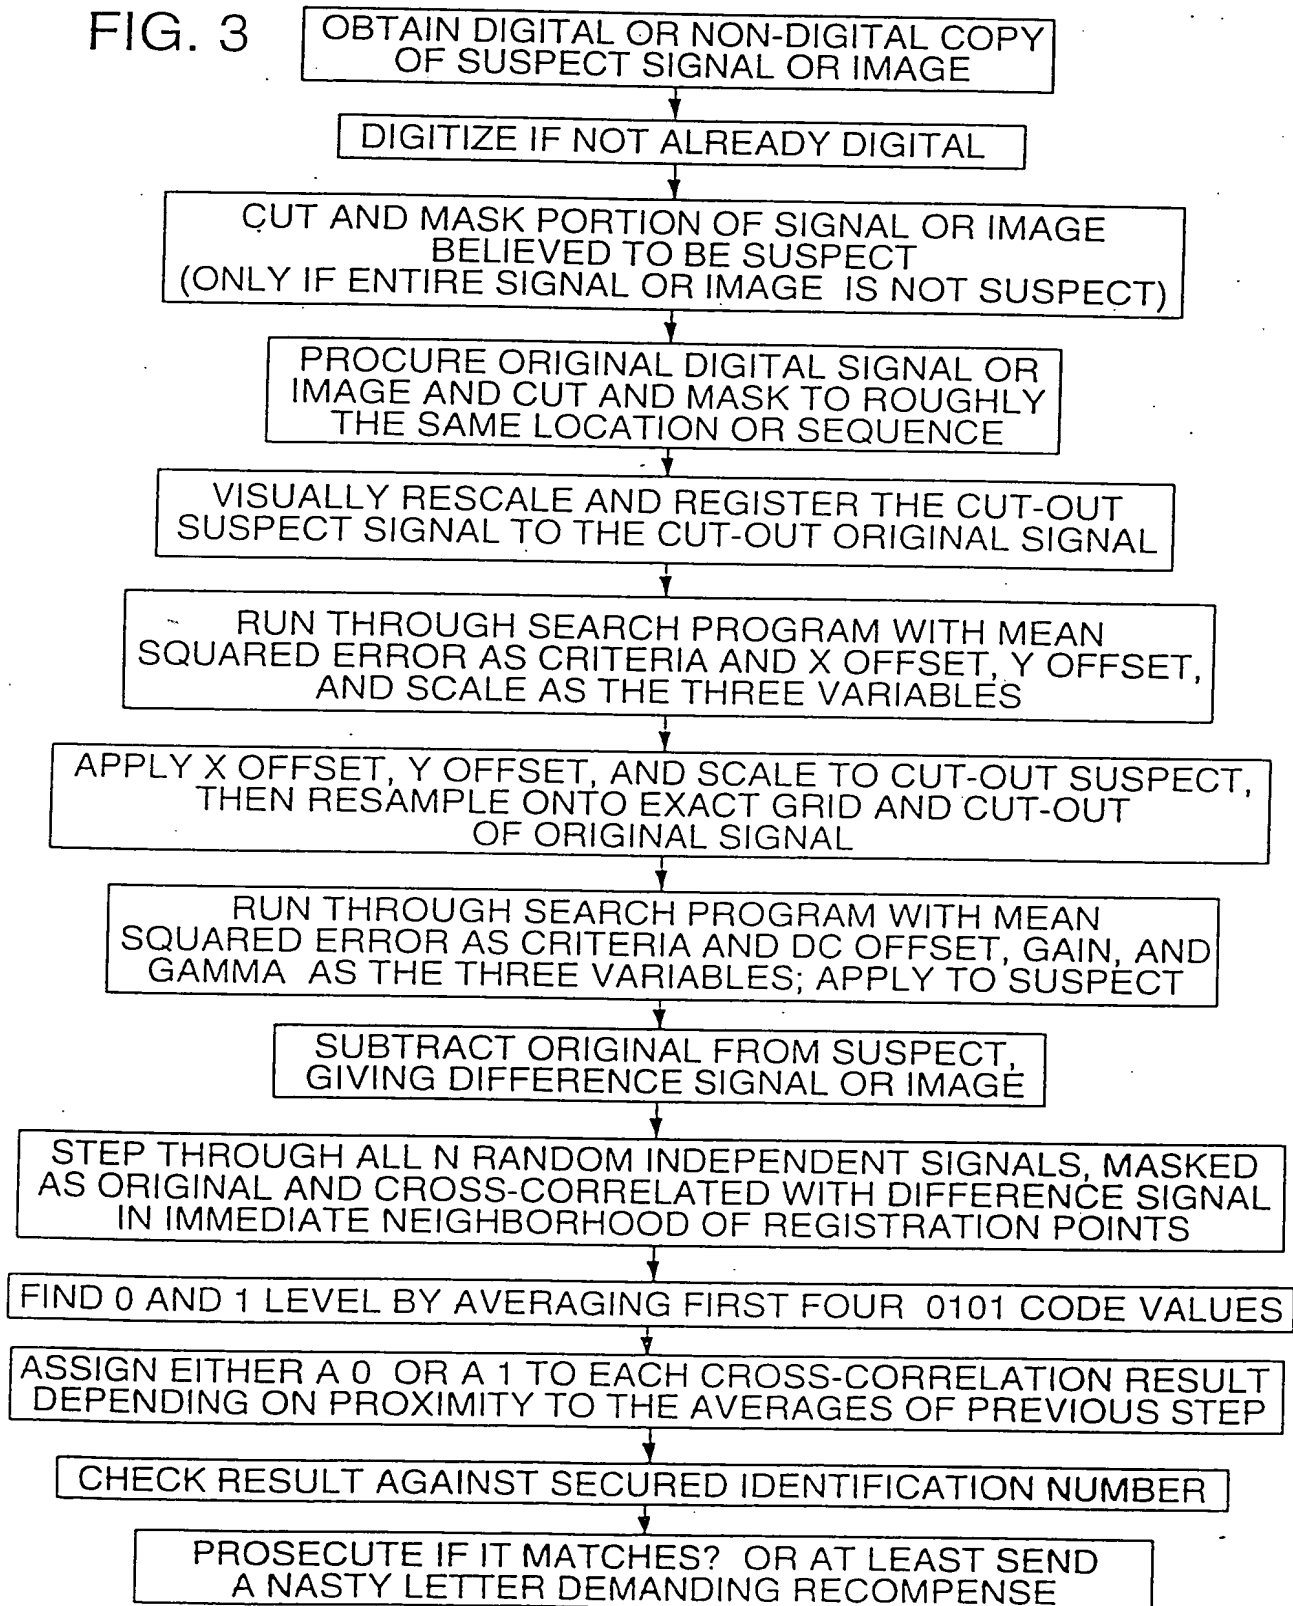 FIG. 3
OBTAIN DIGITAL OR NON-DIGITAL COPY
OF SUSPECT SIGNAL OR IMAGE
DIGITIZE IF NOT ALREADY DIGITAL
CUT AND MASK PORTION OF SIGNAL OR IMAGE
BELIEVED TO BE SUSPECT
(ONLY IF ENTIRE SIGNAL OR IMAGE IS NOT SUSPECT)
PROCURE ORIGINAL DIGITAL SIGNAL OR
IMAGE AND CUT AND MASK TO ROUGHLY
THE SAME LOCATION OR SEQUENCE
VISUALLY RESCALE AND REGISTER THE CUT-OUT
SUSPECT SIGNAL TO THE CUT-OUT ORIGINAL SIGNAL
RUN THROUGH SEARCH PROGRAM WITH MEAN
SQUARED ERROR AS CRITERIA AND X OFFSET, Y OFFSET,
AND SCALE AS THE THREE VARIABLES
APPLY X OFFSET, Y OFFSET, AND SCALE TO CUT-OUT SUSPECT,
THEN RESAMPLE ONTO EXACT GRID AND CUT-OUT
OF ORIGINAL SIGNAL
RUN THROUGH SEARCH PROGRAM WITH MEAN
SQUARED ERROR AS CRITERIA AND DC OFFSET, GAIN, AND
GAMMA AS THE THREE VARIABLES; APPLY TO SUSPECT
SUBTRACT ORIGINAL FROM SUSPECT,
GIVING DIFFERENCE SIGNAL OR IMAGE
STEP THROUGH ALL N RANDOM INDEPENDENT SIGNALS, MASKED
AS ORIGINAL AND CROSS-CORRELATED WITH DIFFERENCE SIGNAL
IN IMMEDIATE NEIGHBORHOOD OF REGISTRATION POINTS
FIND 0 AND 1 LEVEL BY AVERAGING FIRST FOUR 0101 CODE VALUES
ASSIGN EITHER A 0 OR A 1 TO EACH CROSS-CORRELATION RESULT
DEPENDING ON PROXIMITY TO THE AVERAGES OF PREVIOUS STEP
CHECK RESULT AGAINST SECURED IDENTIFICATION NUMBER
PROSECUTE IF IT MATCHES? OR AT LEAST SEND
A NASTY LETTER DEMANDING RECOMPENSE